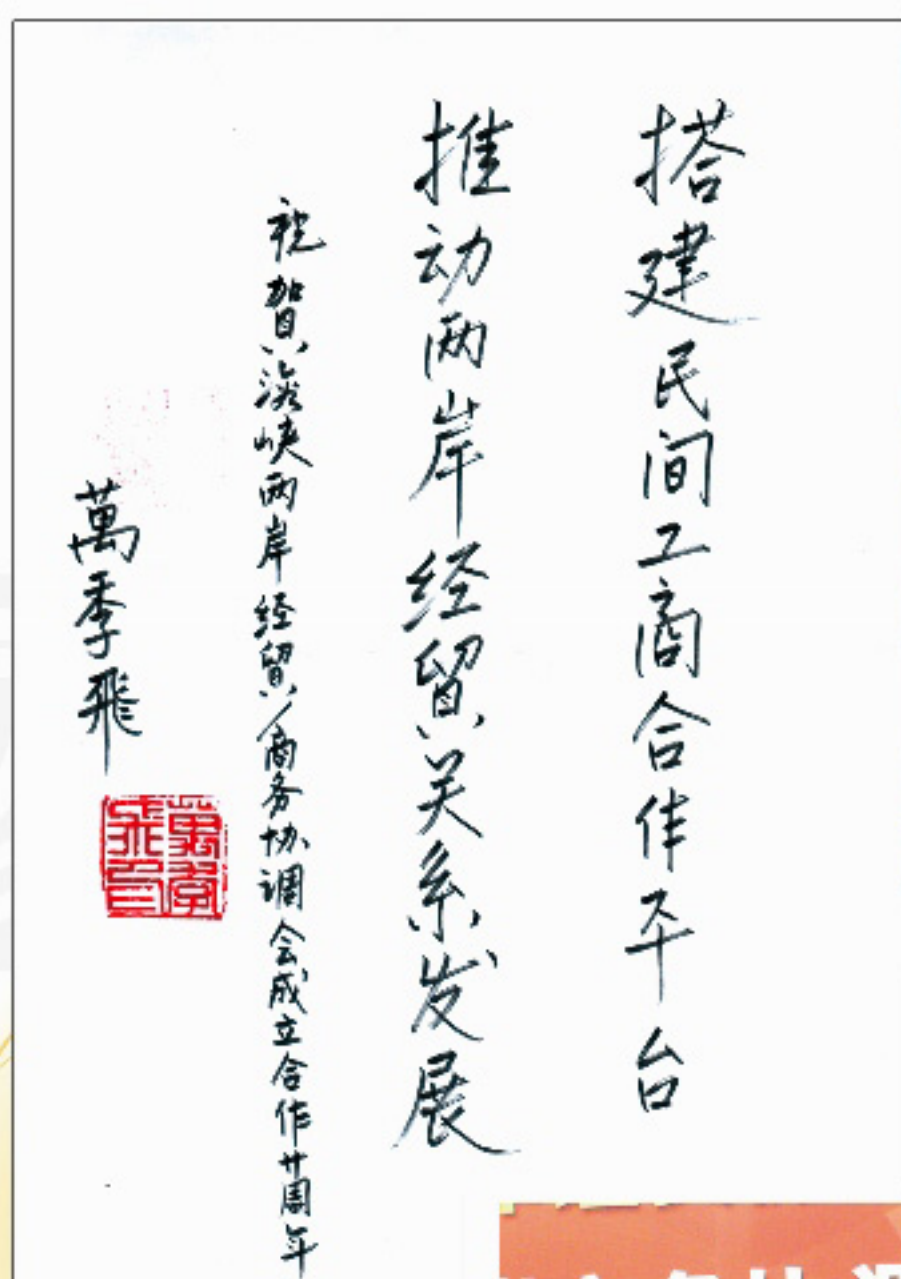 搭建民间工商合作平台
推动两岸经贸关系发展
祝贺海峡两岸经贸商务协调会成立合作廿周年
萬季飛